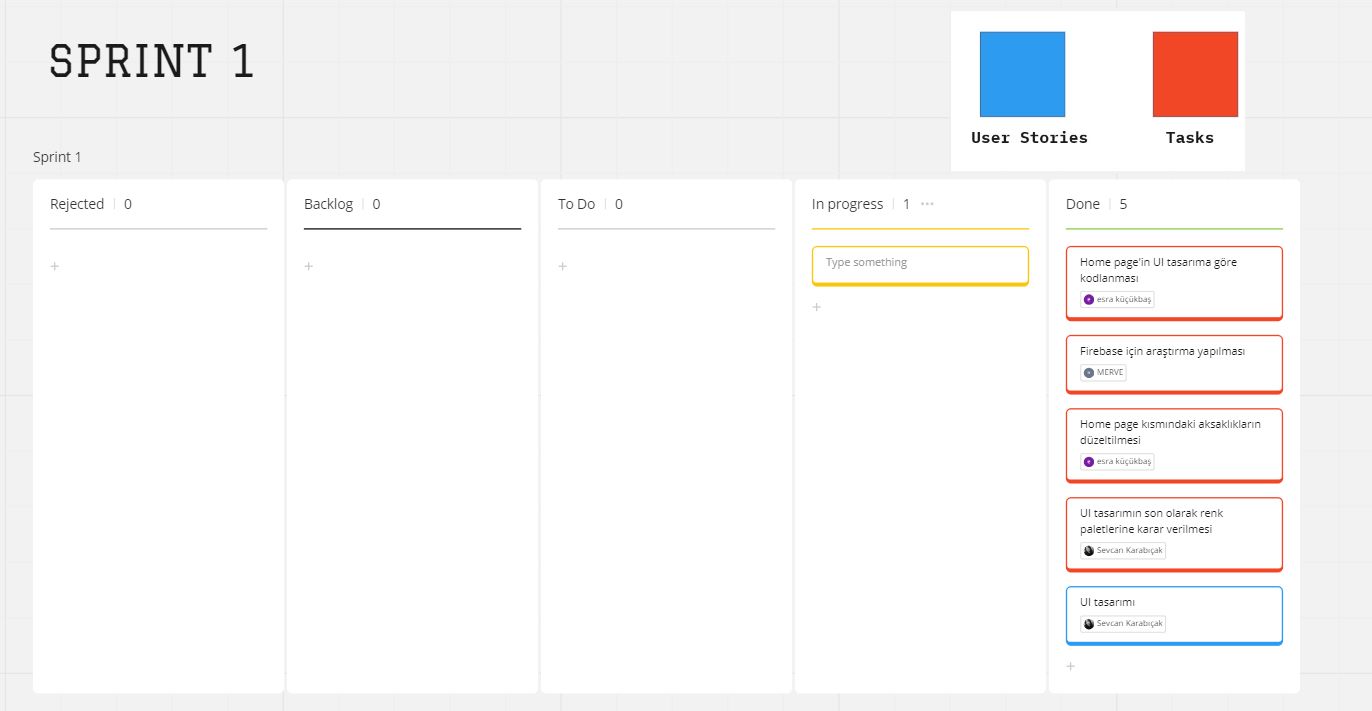 SPRINT 1
User Stories
Tasks
Sprint 1
Rejected 0
Backlog 0
To Do 0
In progress 1 ...
Type something
Done 5
Home page'in UI tasarıma göre
kodlanması
e esra küçükbaş
Firebase için araştırma yapılması
MERVE
Home page kısmındaki aksaklıkların
düzeltilmesi
e esra küçükbaş
UI tasarımın son olarak renk
paletlerine karar verilmesi
Sevcan Karabıçak
UI tasarımı
Sevcan Karabıçak